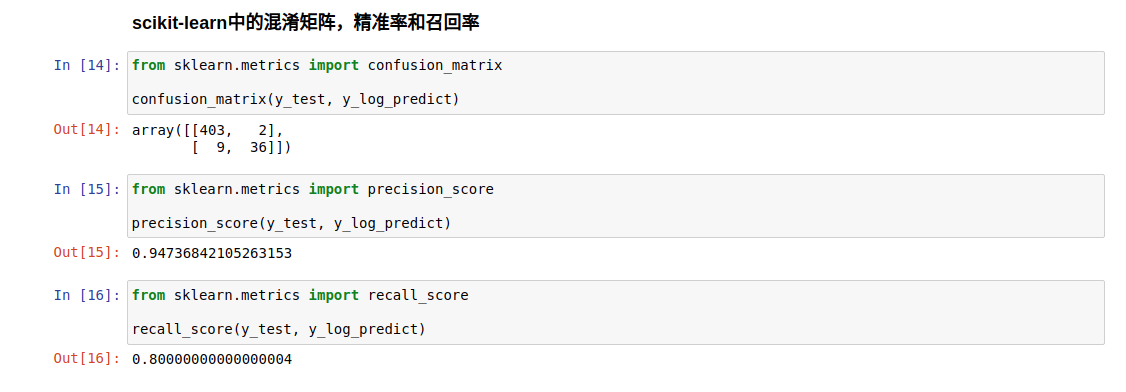 scikit-learn中的混淆矩阵，精准率和召回率
In [14]: from sklearn.metrics import confusion_matrix
confusion_matrix(y_test, y_log_predict)
Out[14]: array([[403,   2],
       [  9,  36]])
In [15]: from sklearn.metrics import precision_score
precision_score(y_test, y_log_predict)
Out[15]: 0.94736842105263153
In [16]: from sklearn.metrics import recall_score
recall_score(y_test, y_log_predict)
Out[16]: 0.80000000000000004